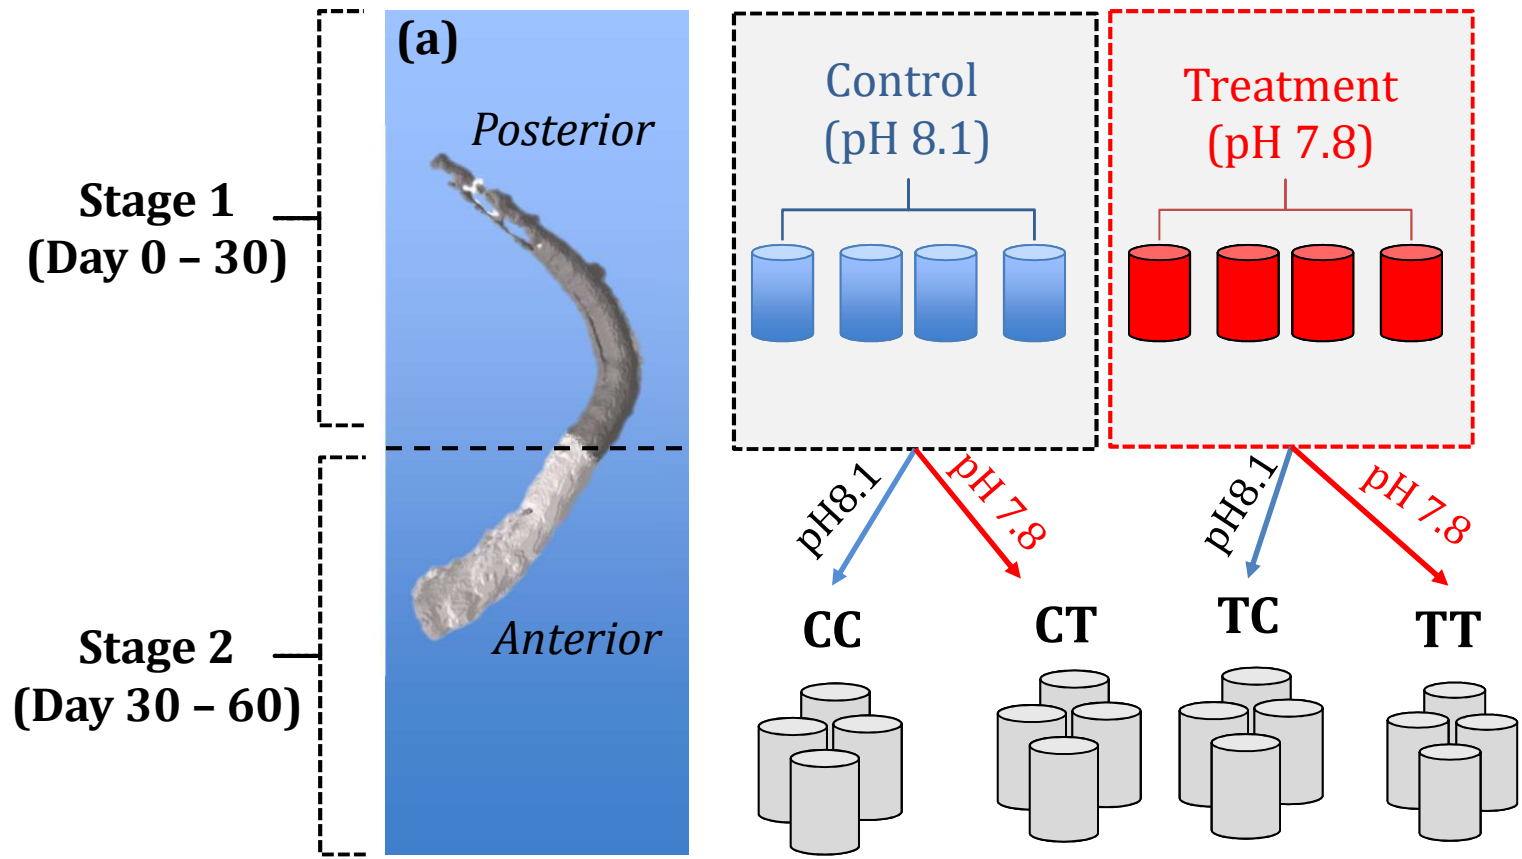 Stage 1
(Day 0 – 30)
Stage 2
(Day 30 – 60)
(a)
Posterior
Anterior
Control
(pH 8.1)
Treatment
(pH 7.8)
pH8.1
pH 7.8
pH8.1
pH 7.8
CC
CT
TC
TT